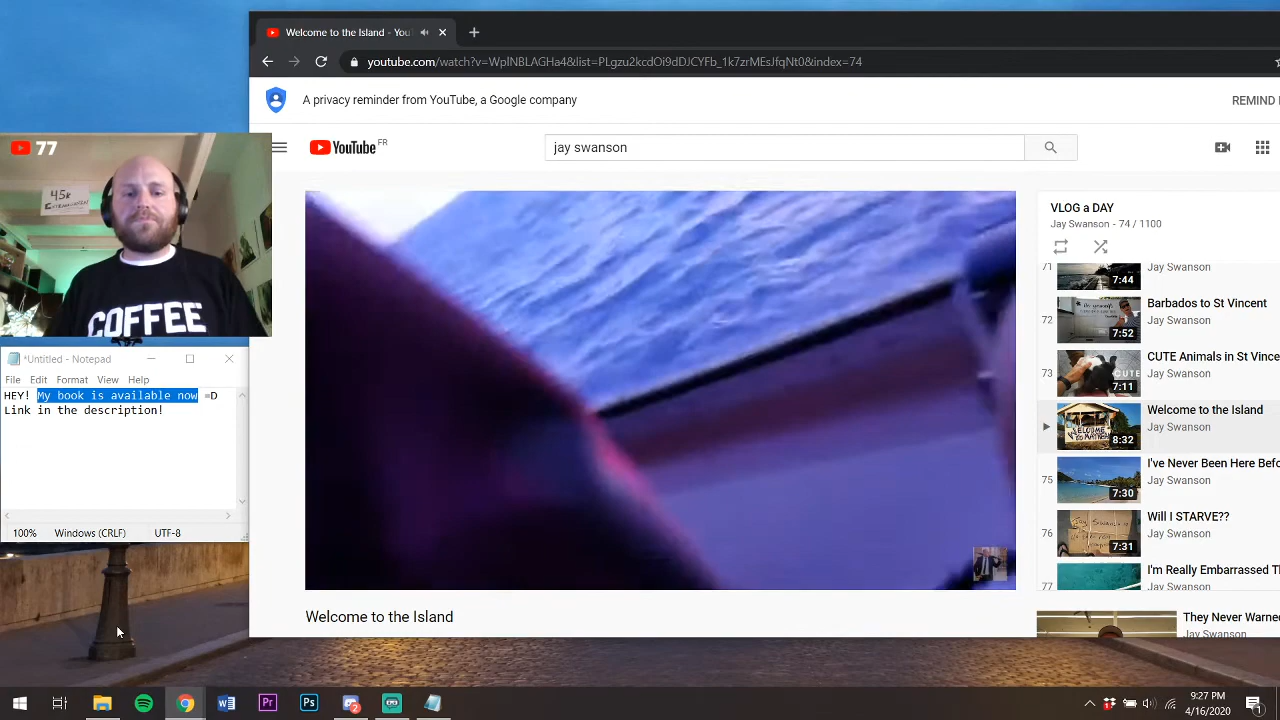 Welcome to the Island - You
youtube.com/watch?v=WplNBLAGHa4&list=PLgzu2kcdOi9dDJCYFb_1k7zrMEsJfqNt0&index=74
A privacy reminder from YouTube, a Google company
REMIND
YouTube FR
jay swanson
77
45k
COFFEE
*Untitled - Notepad
File Edit Format View Help
HEY! My book is available now =D
Link in the description!
100% Windows (CRLF) UTF-8
VLOG a DAY
Jay Swanson - 74 / 1100
71
Jay Swanson
7:44
72
Barbados to St Vincent
Jay Swanson
7:52
73
CUTE Animals in St Vince
Jay Swanson
CUTE
7:11
Welcome to the Island
Jay Swanson
8:32
75
I've Never Been Here Befo
Jay Swanson
7:30
76
Will I STARVE??
Jay Swanson
7:31
77
I'm Really Embarrassed T
Jay Swanson
Welcome to the Island
They Never Warne
Jay Swanson
W
Pr
Ps
9:27 PM
4/16/2020